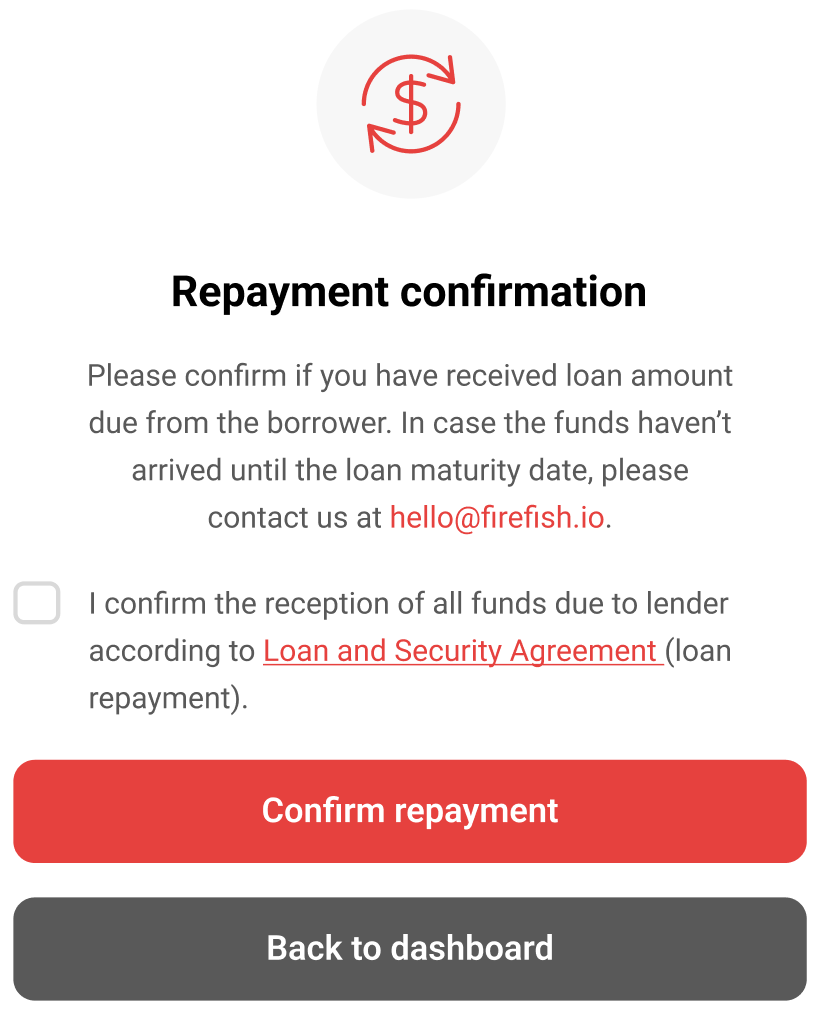 Repayment confirmation
Please confirm if you have received loan amount
due from the borrower. In case the funds haven’t
arrived until the loan maturity date, please
contact us at hello@firefish.io.
I confirm the reception of all funds due to lender
according to Loan and Security Agreement (loan
repayment).
Confirm repayment
Back to dashboard